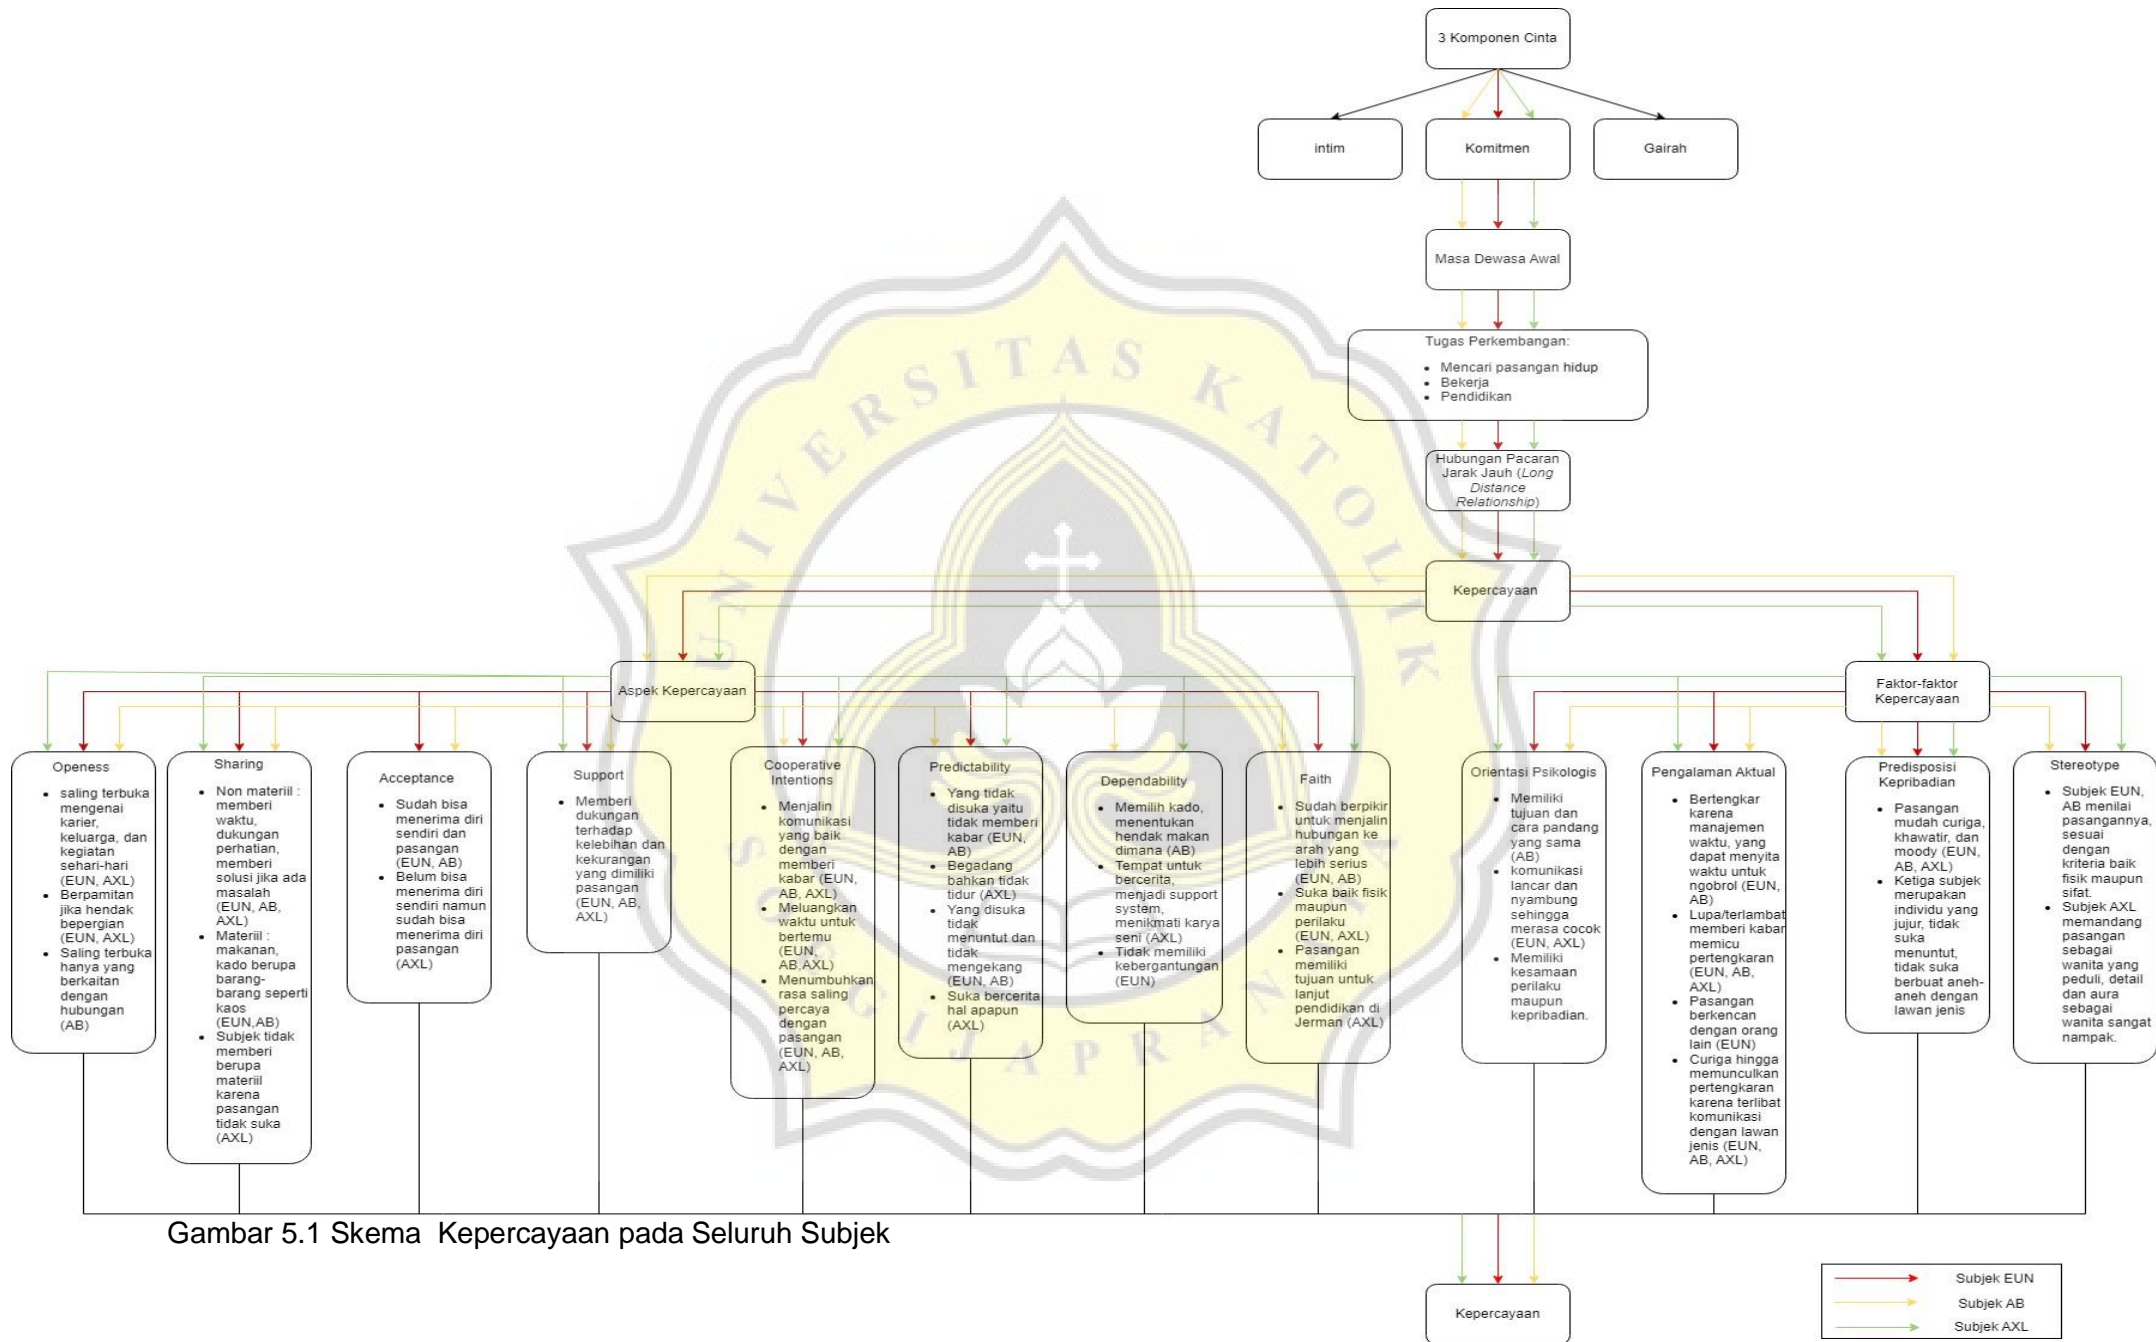 3 Komponen Cinta
intim
Komitmen
Gairah
Masa Dewasa Awal
Tugas Perkembangan:
• Mencari pasangan hidup
• Bekerja
• Pendidikan
Hubungan Pacaran
Jarak Jauh (Long
Distance
Relationship)
Kepercayaan
Aspek Kepercayaan
Faktor-faktor
Kepercayaan
Openess
• saling terbuka
mengenai
karier,
keluarga, dan
kegiatan
sehari-hari
(EUN, AXL)
• Berpamitan
jika hendak
bepergian
(EUN, AXL)
• Saling terbuka
hanya yang
berkaitan
dengan
hubungan
(AB)
Sharing
• Non materiil :
memberi
waktu,
dukungan
perhatian,
memberi
solusi jika ada
masalah
(EUN, AB,
AXL)
• Materiil :
makanan,
kado berupa
barang-
barang seperti
kaos
(EUN,AB)
• Subjek tidak
memberi
berupa
materiil
karena
pasangan
tidak suka
(AXL)
Acceptance
• Sudah bisa
menerima diri
sendiri dan
pasangan
(EUN, AB)
• Belum bisa
menerima diri
sendiri namun
sudah bisa
menerima diri
pasangan
(AXL)
Support
• Memberi
dukungan
terhadap
kelebihan dan
kekurangan
yang dimiliki
pasangan
(EUN, AB,
AXL)
Cooperative
Intentions
• Menjalin
komunikasi
yang baik
dengan
memberi
kabar (EUN,
AB, AXL)
• Meluangkan
waktu untuk
bertemu
(EUN,
AB,AXL)
• Menumbuhkan
rasa saling
percaya
dengan
pasangan
(EUN, AB,
AXL)
Predictability
• Yang tidak
disuka yaitu
tidak memberi
kabar (EUN,
AB)
• Begadang
bahkan tidak
tidur (AXL)
• Yang disuka
tidak
menuntut dan
tidak
mengekang
(EUN, AB)
• Suka bercerita
hal apapun
(AXL)
Dependability
• Memilih kado,
menentukan
hendak makan
dimana (AB)
• Tempat untuk
bercerita,
menjadi support
system,
menikmati karya
seni (AXL)
• Tidak memiliki
kebergantungan
(EUN)
Faith
• Sudah berpikir
untuk menjalin
hubungan ke
arah yang
lebih serius
(EUN, AB)
• Suka baik fisik
maupun
perilaku
(EUN, AXL)
• Pasangan
memiliki
tujuan untuk
lanjut
pendidikan di
Jerman (AXL)
Orientasi Psikologis
• Memiliki
tujuan dan
cara pandang
yang sama
(AB)
• komunikasi
lancar dan
nyambung
sehingga
merasa cocok
(EUN, AXL)
• Memiliki
kesamaan
perilaku
maupun
kepribadian.
Pengalaman Aktual
• Bertengkar
karena
manajemen
waktu, yang
dapat menyita
waktu untuk
ngobrol (EUN,
AB)
• Lupa/terlambat
memberi kabar
memicu
pertengkaran
(EUN, AB,
AXL)
• Pasangan
berkencan
dengan orang
lain (EUN)
• Curiga hingga
memunculkan
pertengkaran
karena terlibat
komunikasi
dengan lawan
jenis (EUN,
AB, AXL)
Predisposisi
Kepribadian
• Pasangan
mudah curiga,
khawatir, dan
moody (EUN,
AB, AXL)
• Ketiga subjek
merupakan
individu yang
jujur, tidak
suka
menuntut,
tidak suka
berbuat aneh-
aneh dengan
lawan jenis
Stereotype
• Subjek EUN,
AB menilai
pasangannya,
sesuai
dengan
kriteria baik
fisik maupun
sifat.
• Subjek AXL
memandang
pasangan
sebagai
wanita yang
peduli, detail
dan aura
sebagai
wanita sangat
nampak.
UNIVERSITAS KATOLIK
SOEGIJAPRANATA
Gambar 5.1 Skema Kepercayaan pada Seluruh Subjek
Kepercayaan
Subjek EUN
Subjek AB
Subjek AXL